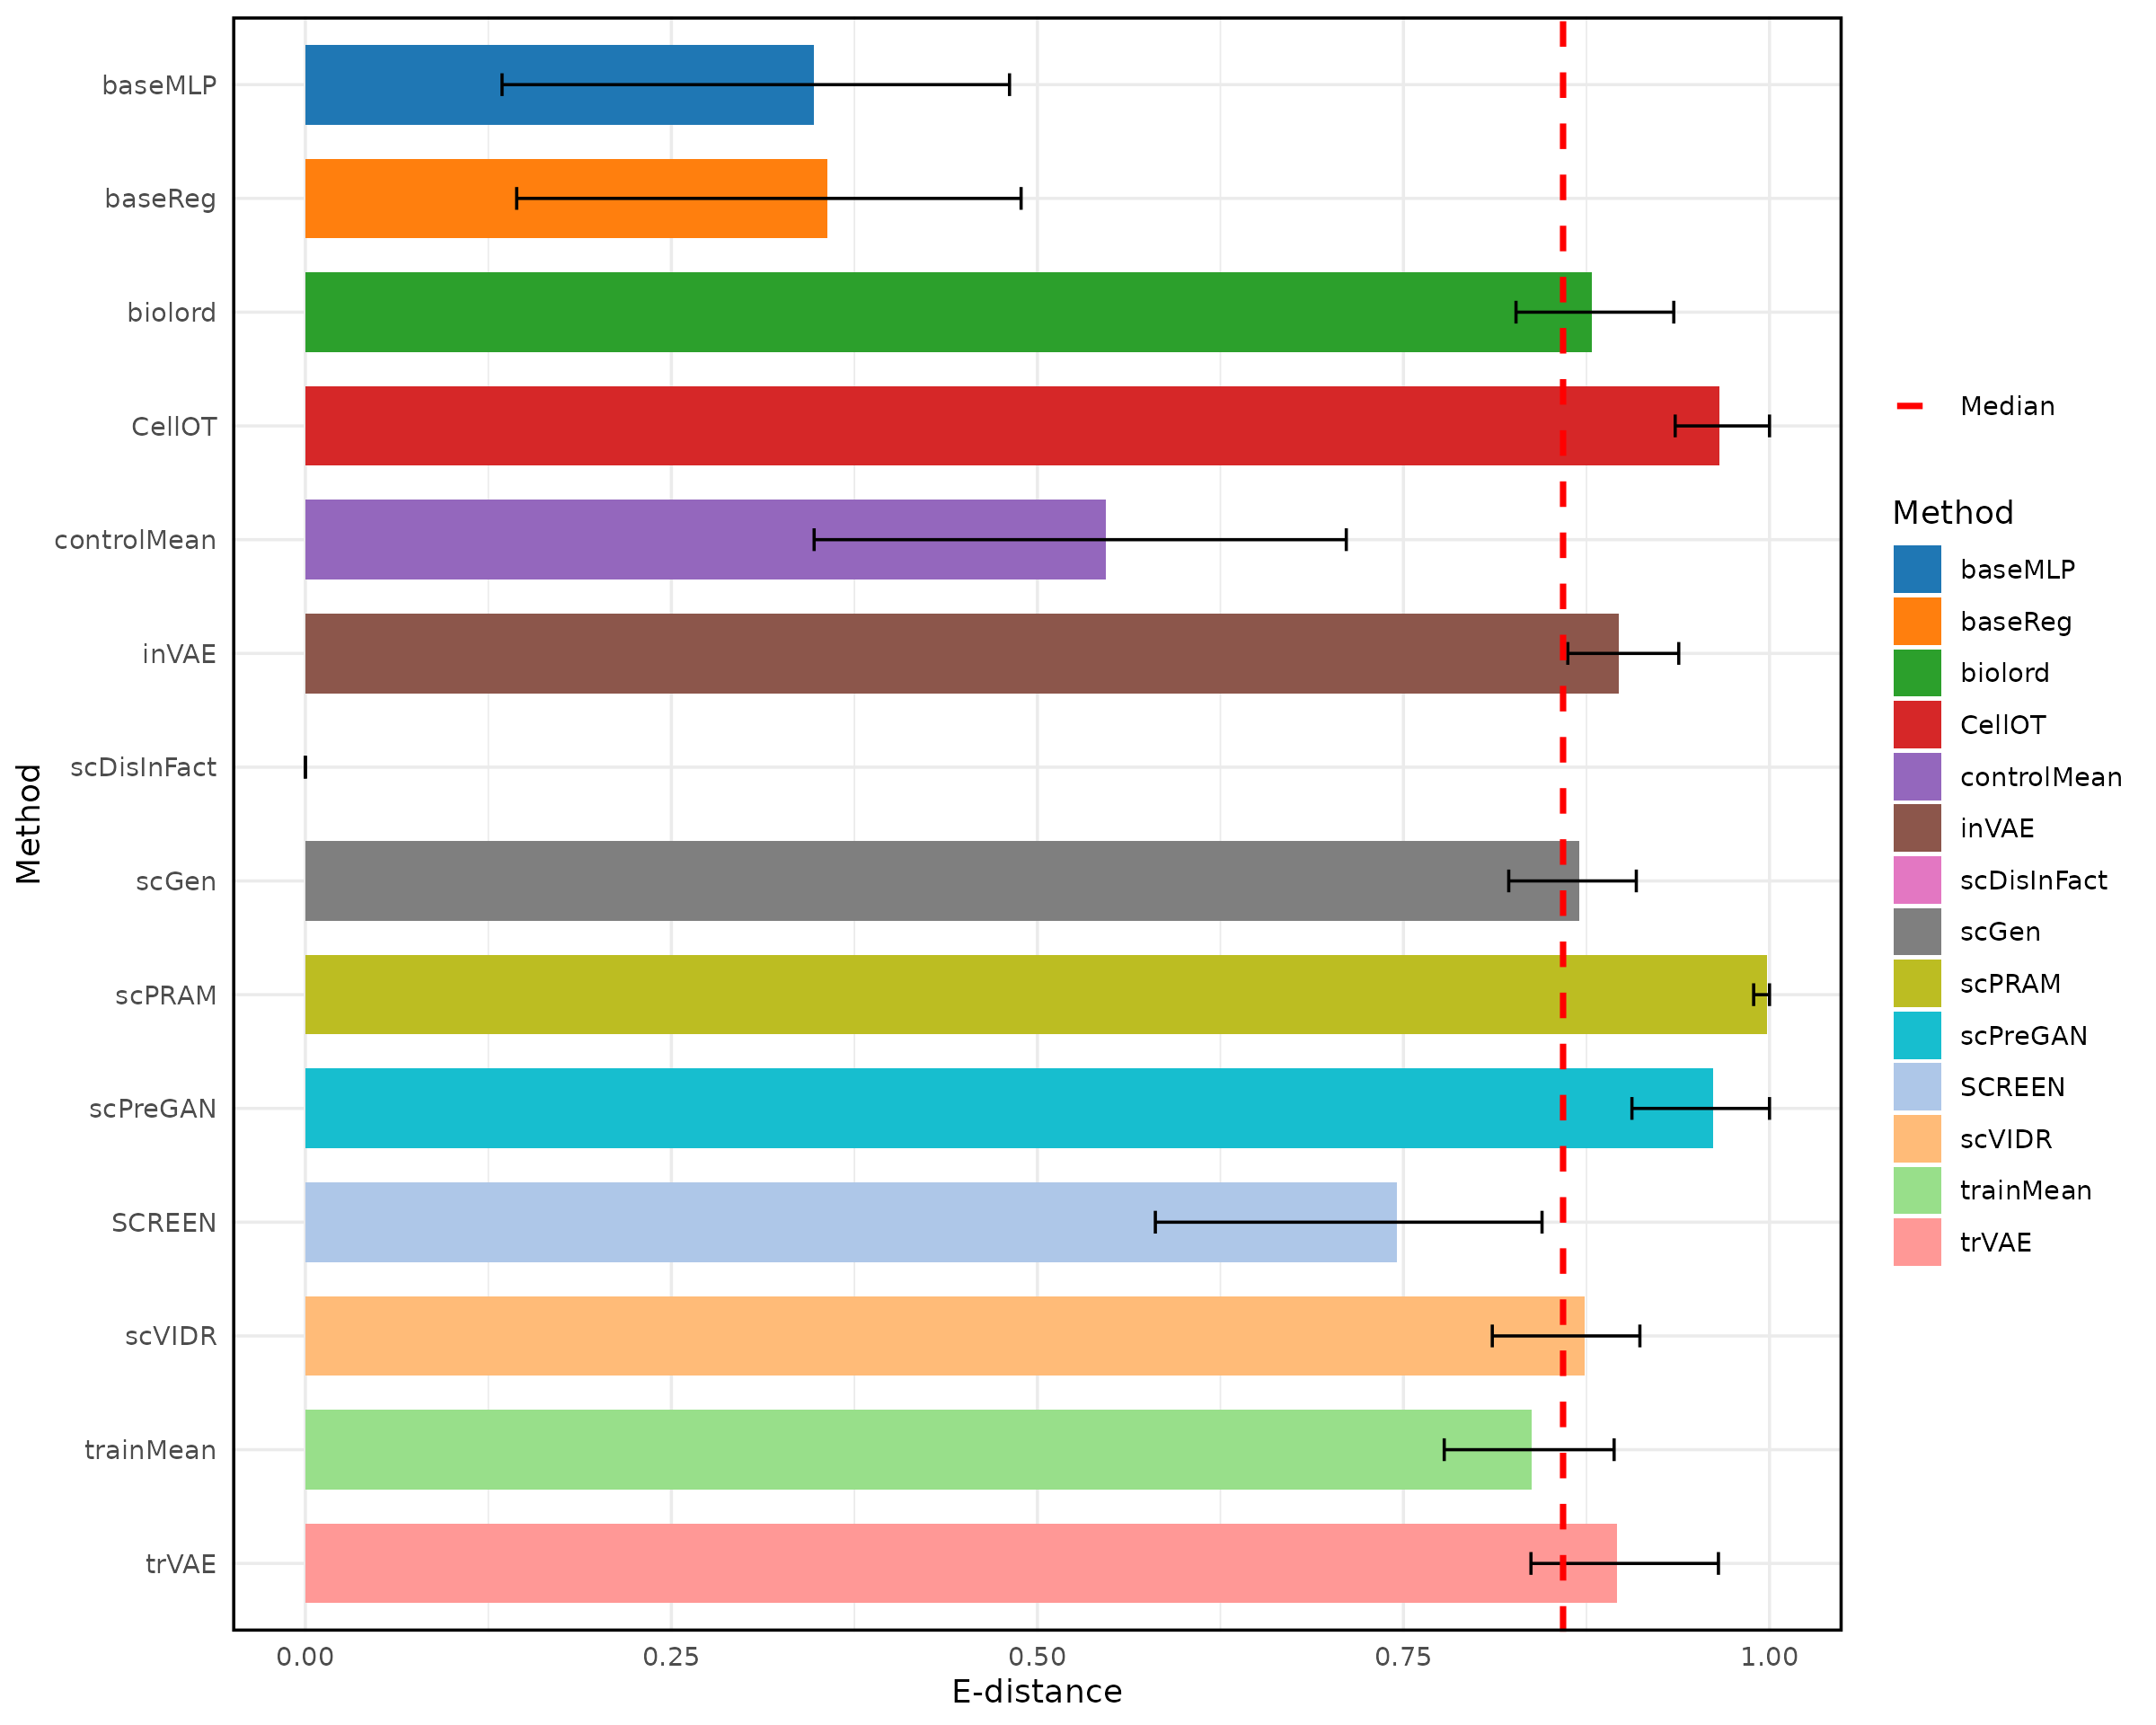 baseMLP
baseReg
biolord
CellOT
controlMean
inVAE
scDisInFact
scGen
scPRAM
scPreGAN
SCREEN
scVIDR
trainMean
trVAE
Method
0.00 0.25 0.50 0.75 1.00
E-distance
Median
Method
baseMLP
baseReg
biolord
CellOT
controlMean
inVAE
scDisInFact
scGen
scPRAM
scPreGAN
SCREEN
scVIDR
trainMean
trVAE